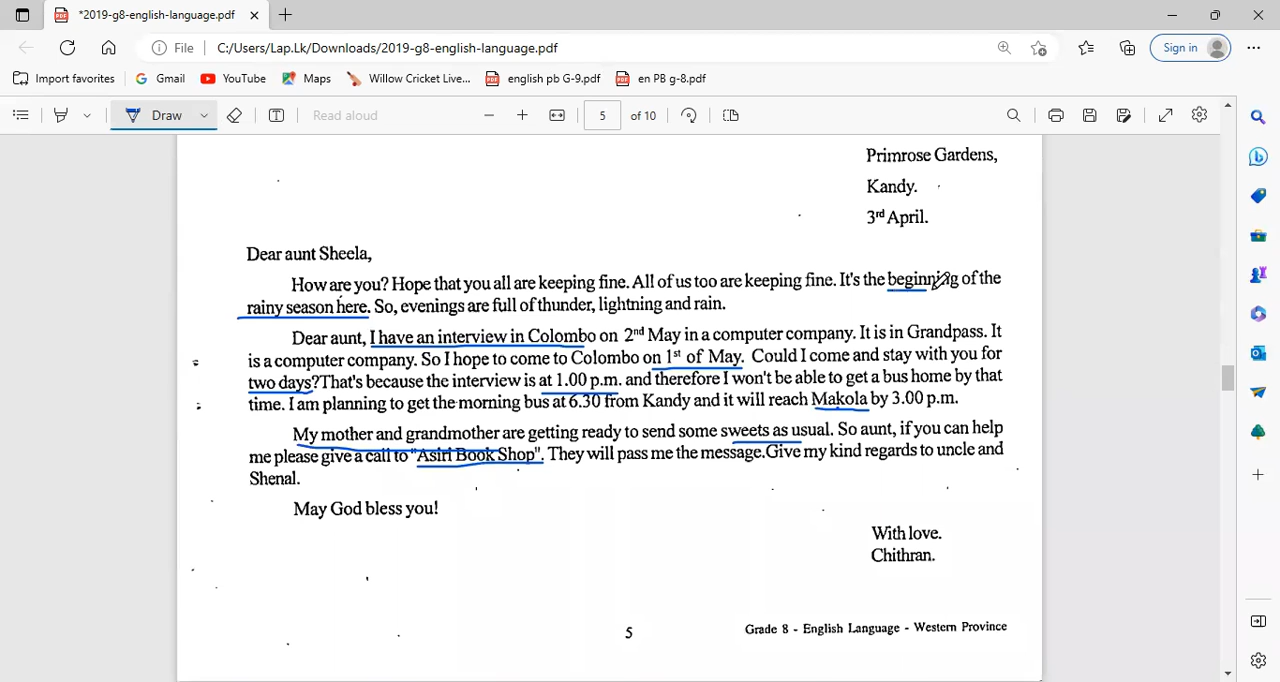 *2019-g8-english-language.pdf
File C:/Users/Lap.Lk/Downloads/2019-g8-english-language.pdf Sign in
Import favorites Gmail YouTube Maps Willow Cricket Live... english pb G-9.pdf en PB g-8.pdf
Draw Read aloud 5 of 10
Primrose Gardens,
Kandy.
3rd April.
Dear aunt Sheela,
How are you? Hope that you all are keeping fine. All of us too are keeping fine. It's the beginning of the
rainy season here. So, evenings are full of thunder, lightning and rain.
Dear aunt, I have an interview in Colombo on 2nd May in a computer company. It is in Grandpass. It
is a computer company. So I hope to come to Colombo on 1st of May. Could I come and stay with you for
two days?That's because the interview is at 1.00 p.m. and therefore I won't be able to get a bus home by that
time. I am planning to get the morning bus at 6.30 from Kandy and it will reach Makola by 3.00 p.m.
My mother and grandmother are getting ready to send some sweets as usual. So aunt, if you can help
me please give a call to "Asiri Book Shop". They will pass me the message.Give my kind regards to uncle and
Shenal.
May God bless you!
With love.
Chithran.
5 Grade 8 - English Language - Western Province